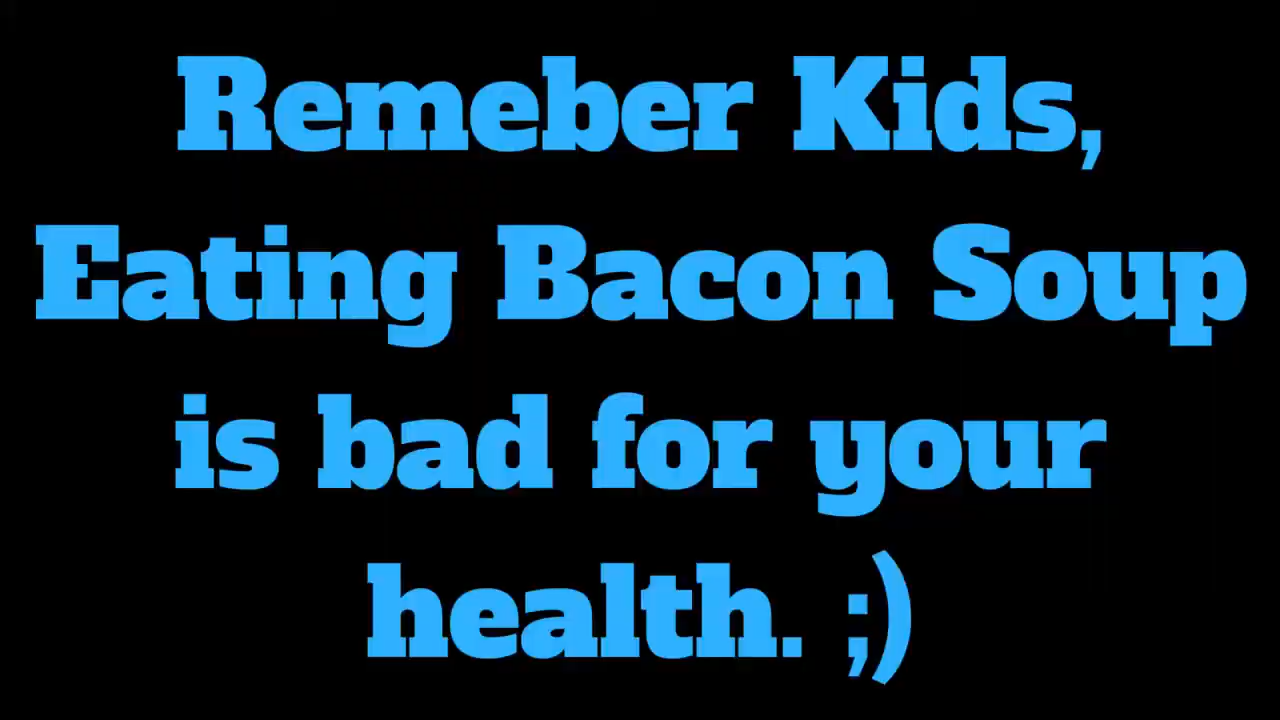 Remeber Kids,
Eating Bacon Soup
is bad for your
health. ;)